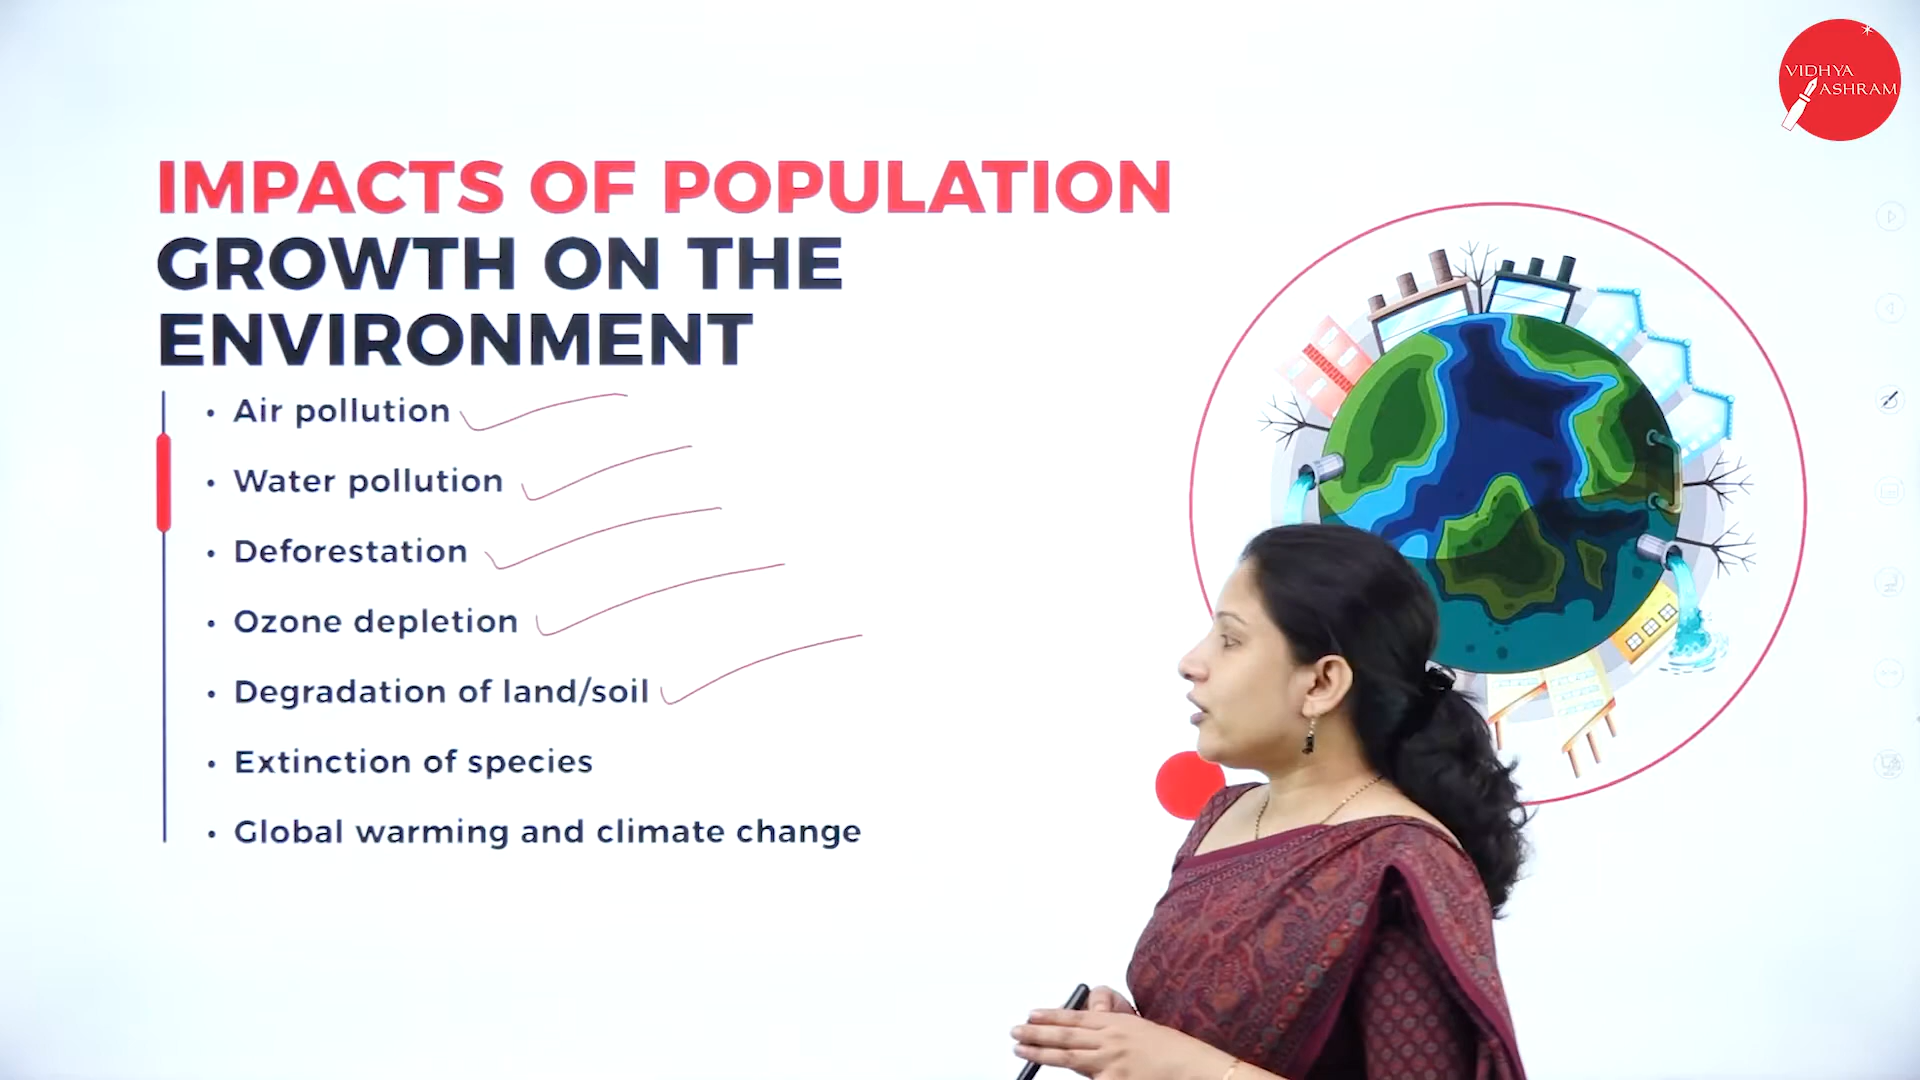 VIDHYA
ASHRAM
IMPACTS OF POPULATION
GROWTH ON THE
ENVIRONMENT
• Air pollution
• Water pollution
• Deforestation
• Ozone depletion
• Degradation of land/soil
• Extinction of species
• Global warming and climate change